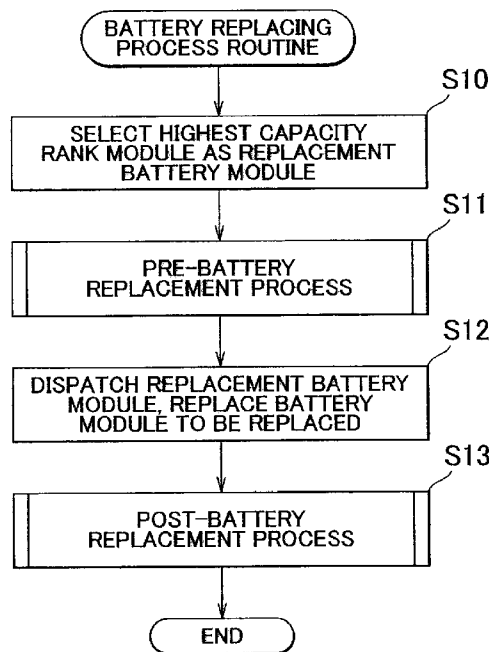 BATTERY REPLACING
PROCESS ROUTINE
S10
SELECT HIGHEST CAPACITY
RANK MODULE AS REPLACEMENT
BATTERY MODULE
S11
PRE-BATTERY
REPLACEMENT PROCESS
S12
DISPATCH REPLACEMENT BATTERY
MODULE, REPLACE BATTERY
MODULE TO BE REPLACED
S13
POST-BATTERY
REPLACEMENT PROCESS
END